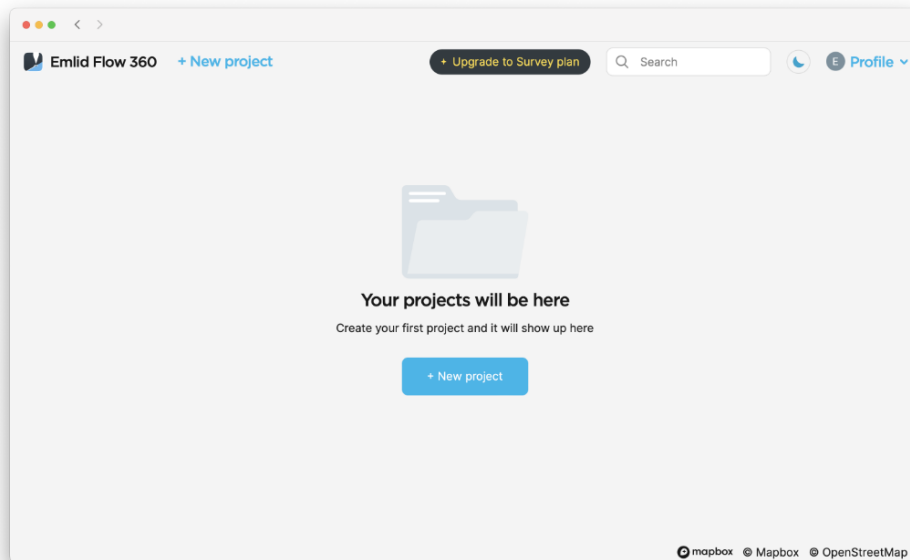 Emlid Flow 360 + New project + Upgrade to Survey plan Search E Profile
Your projects will be here
Create your first project and it will show up here
+ New project
mapbox © Mapbox © OpenStreetMap